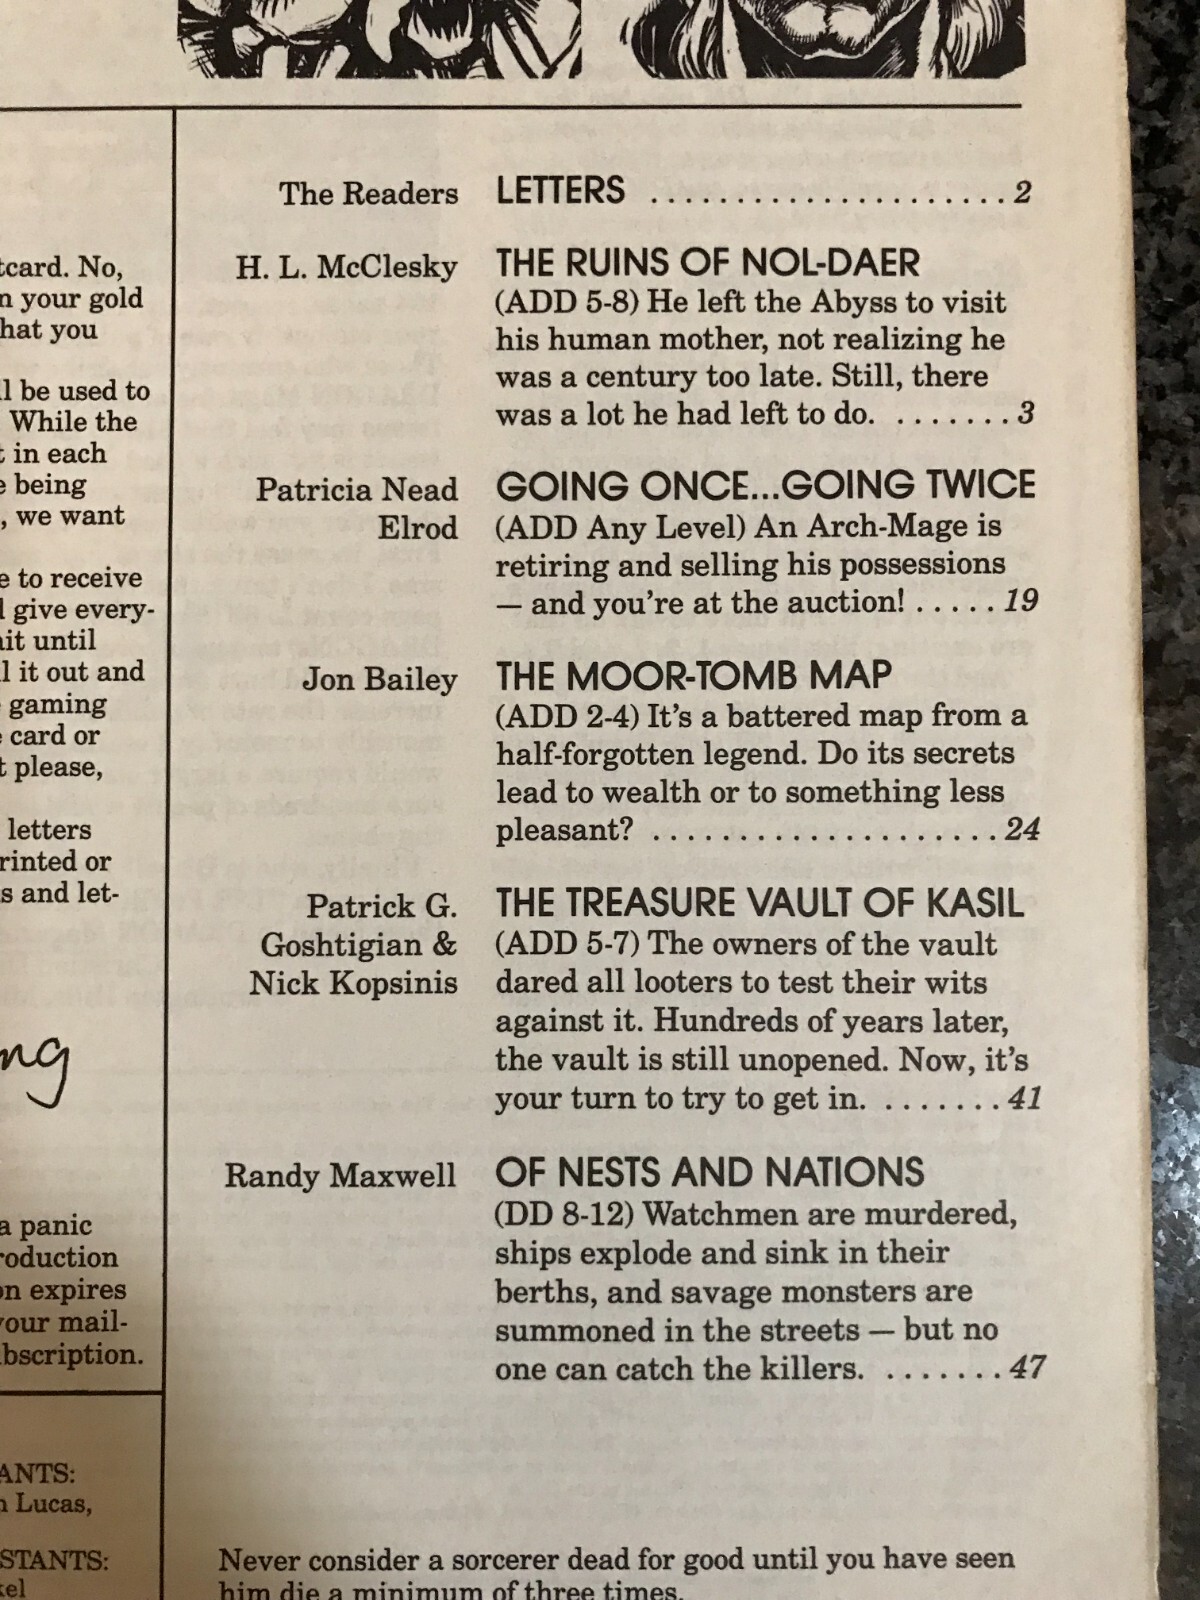 tcard. No,
n your gold
hat you
ll be used to
. While the
t in each
e being
, we want
e to receive
l give every-
ait until
l it out and
gaming
e card or
t please,
letters
rinted or
s and let-
ng
a panic
roduction
on expires
your mail-
bscription.
ANTS:
n Lucas,
STANTS:
kel
The Readers LETTERS ..................... 2
H. L. McClesky THE RUINS OF NOL-DAER
(ADD 5-8) He left the Abyss to visit
his human mother, not realizing he
was a century too late. Still, there
was a lot he had left to do. ....... 3
Patricia Nead GOING ONCE...GOING TWICE
Elrod (ADD Any Level) An Arch-Mage is
retiring and selling his possessions
— and you're at the auction! ..... 19
Jon Bailey THE MOOR-TOMB MAP
(ADD 2-4) It's a battered map from a
half-forgotten legend. Do its secrets
lead to wealth or to something less
pleasant? .................... 24
Patrick G. THE TREASURE VAULT OF KASIL
Goshtigian & (ADD 5-7) The owners of the vault
Nick Kopsinis dared all looters to test their wits
against it. Hundreds of years later,
the vault is still unopened. Now, it's
your turn to try to get in. ....... 41
Randy Maxwell OF NESTS AND NATIONS
(DD 8-12) Watchmen are murdered,
ships explode and sink in their
berths, and savage monsters are
summoned in the streets — but no
one can catch the killers. ....... 47
Never consider a sorcerer dead for good until you have seen
him die a minimum of three times.